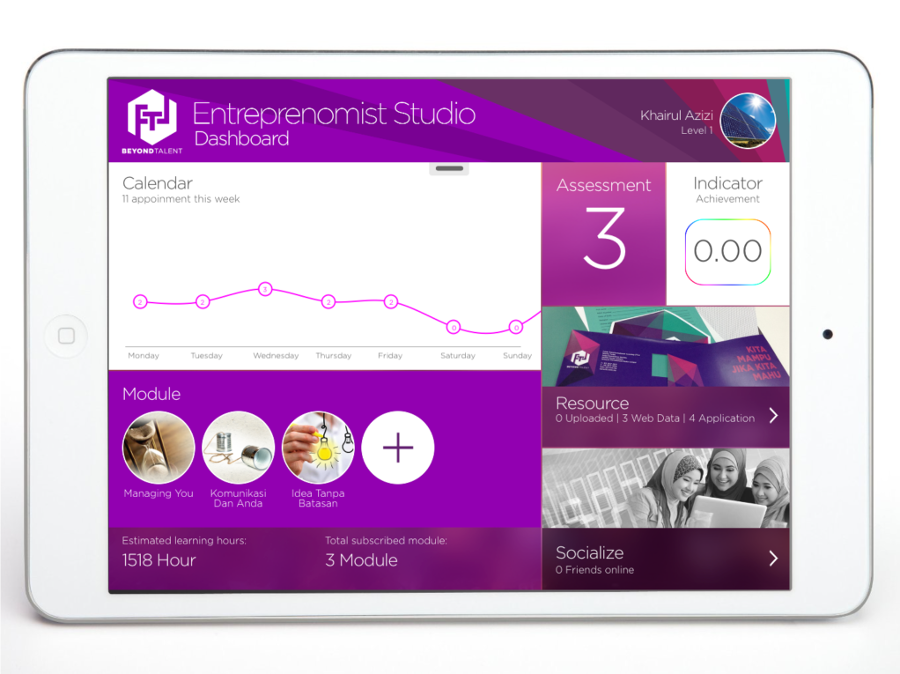 Entreprenomist Studio
Dashboard
BEYONDTALENT
Khairul Azizi
Level 1
Calendar
11 appoinment this week
2
2
3
2
2
0
0
Monday
Tuesday
Wednesday
Thursday
Friday
Saturday
Sunday
Assessment
3
Indicator
Achievement
0.00
BEYONDTALENT
KITA
MAMPU
JIKA KITA
MAHU
Resource
0 Uploaded | 3 Web Data | 4 Application
Module
Managing You
Komunikasi
Dan Anda
Idea Tanpa
Batasan
Estimated learning hours:
1518 Hour
Total subscribed module:
3 Module
Socialize
0 Friends online